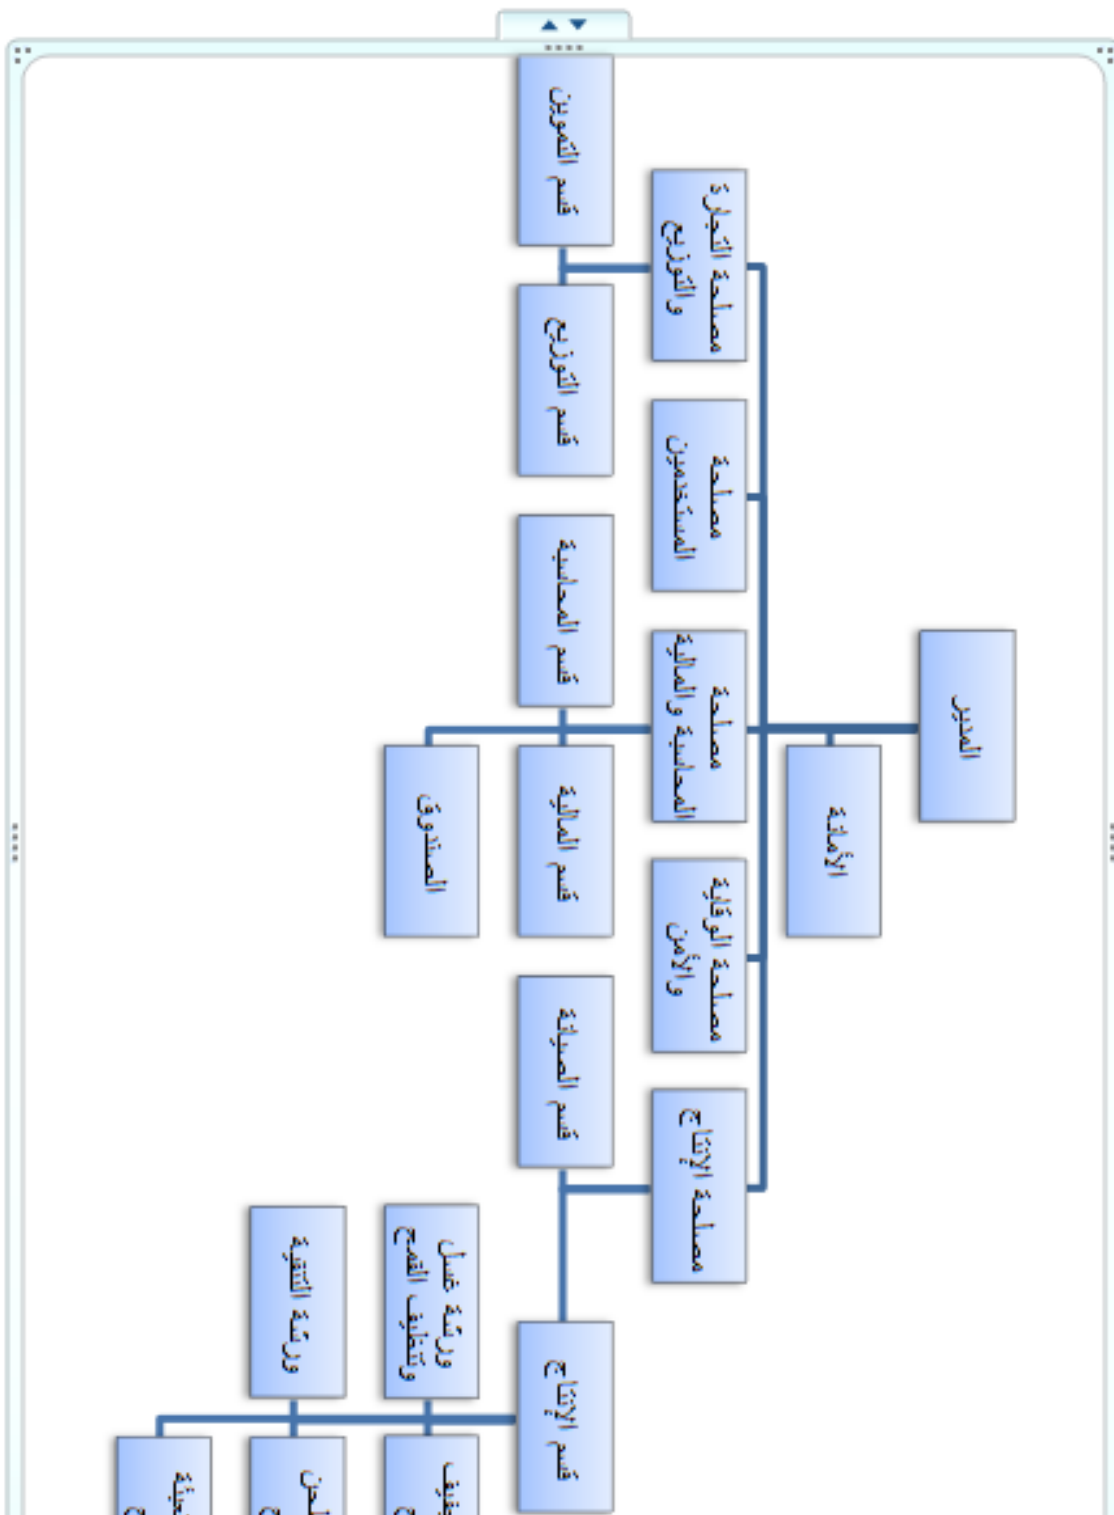 المدير
الأمانة
مصلحة التجارة
والتوزيع
مصلحة
المستخدمين
مصلحة
المحاسبة والمالية
مصلحة الوقاية
والأمن
مصلحة الإنتاج
قسم التموين
قسم التوزيع
قسم المحاسبة
قسم المالية
الصندوق
قسم الصيانة
قسم الإنتاج
ورشة غسل
وتنظيف القمح
ورشة التنقية